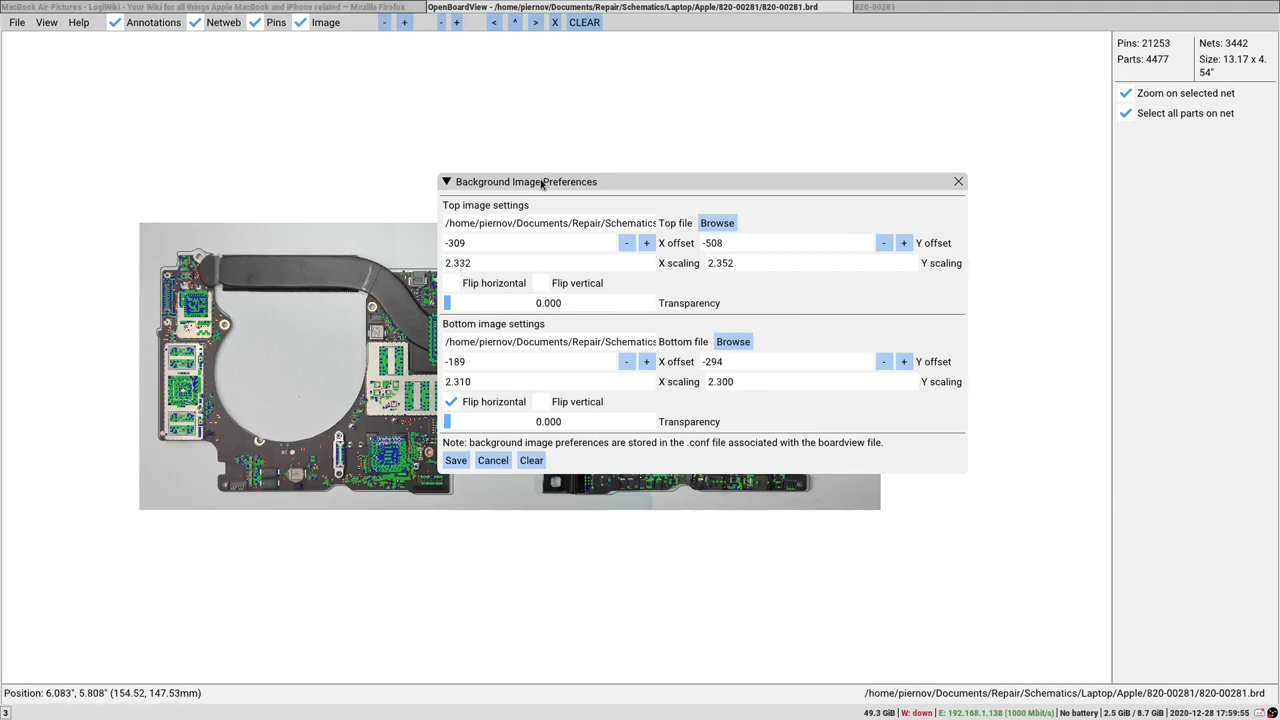 MacBook Air Pictures - LogiWiki - Your Wiki for all things Apple MacBook and iPhone related — Mozilla Firefox
OpenBoardView - /home/piernov/Documents/Repair/Schematics/Laptop/Apple/820-00281/820-00281.brd
820-00281
File View Help Annotations Netweb Pins Image - + - + < ^ > X CLEAR
Pins: 21253
Nets: 3442
Parts: 4477
Size: 13.17 x 4.
54"
Zoom on selected net
Select all parts on net
Background Image Preferences
Top image settings
/home/piernov/Documents/Repair/Schematics Top file Browse
-309 - + X offset -508 - + Y offset
2.332 X scaling 2.352 Y scaling
Flip horizontal Flip vertical
0.000 Transparency
Bottom image settings
/home/piernov/Documents/Repair/Schematics Bottom file Browse
-189 - + X offset -294 - + Y offset
2.310 X scaling 2.300 Y scaling
Flip horizontal Flip vertical
0.000 Transparency
Note: background image preferences are stored in the .conf file associated with the boardview file.
Save Cancel Clear
Position: 6.083", 5.808" (154.52, 147.53mm)
/home/piernov/Documents/Repair/Schematics/Laptop/Apple/820-00281/820-00281.brd
3
49.3 GiB | W: down | E: 192.168.1.138 (1000 Mbit/s) | No battery | 2.5 GiB / 8.7 GiB | 2020-12-28 17:59:55